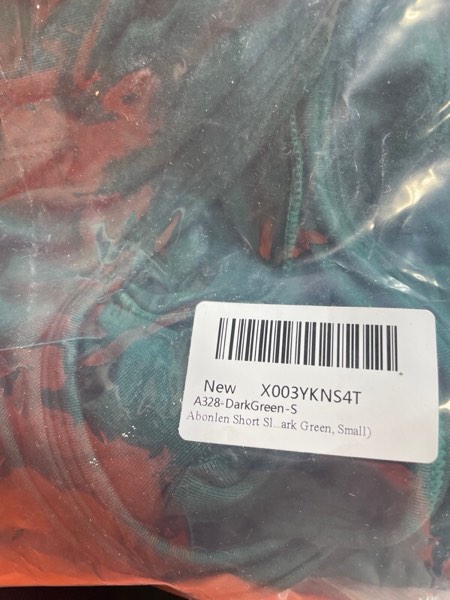 New X003YKNS4T
A328-DarkGreen-S
Abonlen Short Sl...ark Green, Small)